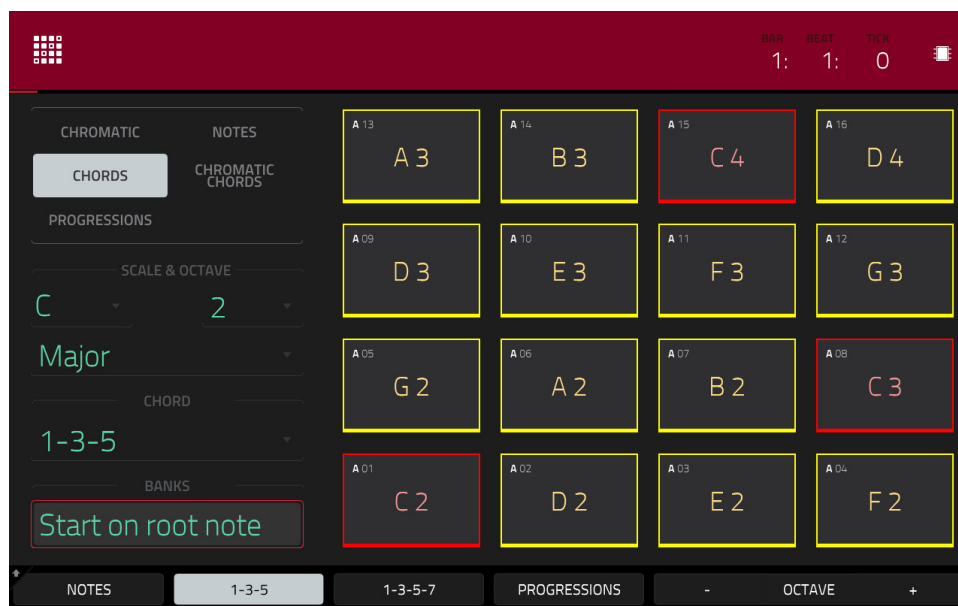 BAR BEAT TICK
1: 1: 0
CHROMATIC NOTES
CHORDS CHROMATIC CHORDS
PROGRESSIONS
SCALE & OCTAVE
C 2
Major
CHORD
1-3-5
BANKS
Start on root note
A 13 A 14 A 15 A 16
A 3 B 3 C 4 D 4
A 09 A 10 A 11 A 12
D 3 E 3 F 3 G 3
A 05 A 06 A 07 A 08
G 2 A 2 B 2 C 3
A 01 A 02 A 03 A 04
C 2 D 2 E 2 F 2
NOTES 1-3-5 1-3-5-7 PROGRESSIONS - OCTAVE +